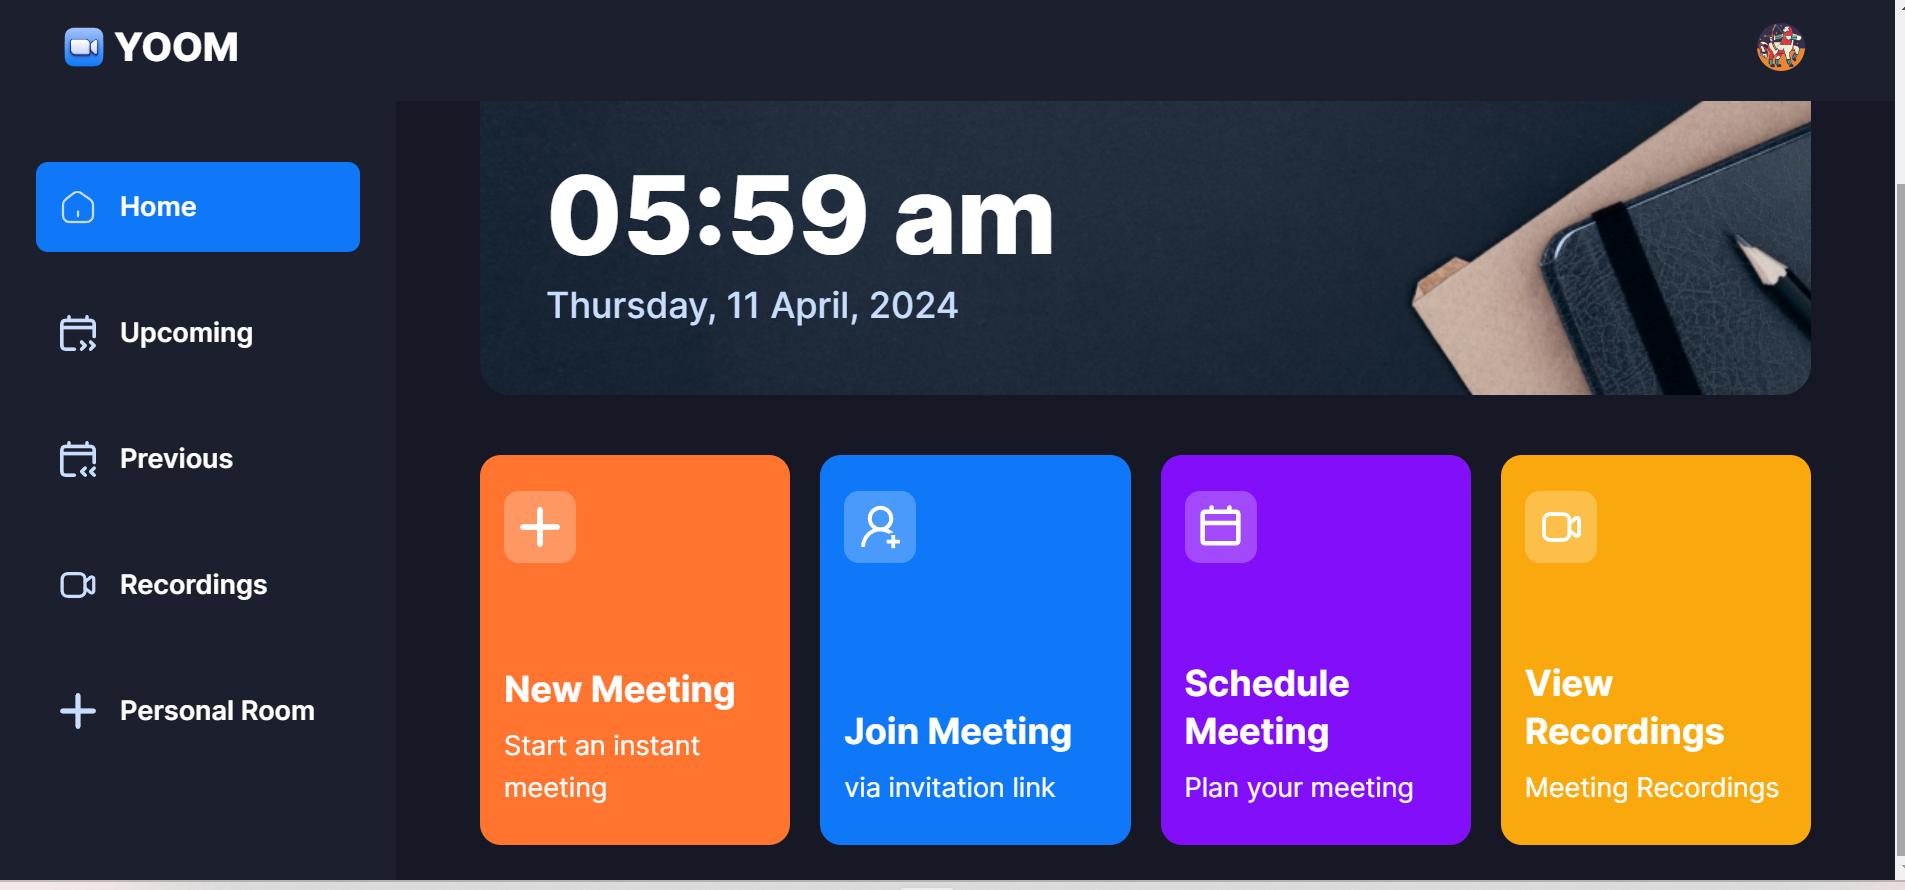 YOOM
Home
Upcoming
Previous
Recordings
Personal Room
05:59 am
Thursday, 11 April, 2024
New Meeting
Start an instant
meeting
Join Meeting
via invitation link
Schedule
Meeting
Plan your meeting
View
Recordings
Meeting Recordings